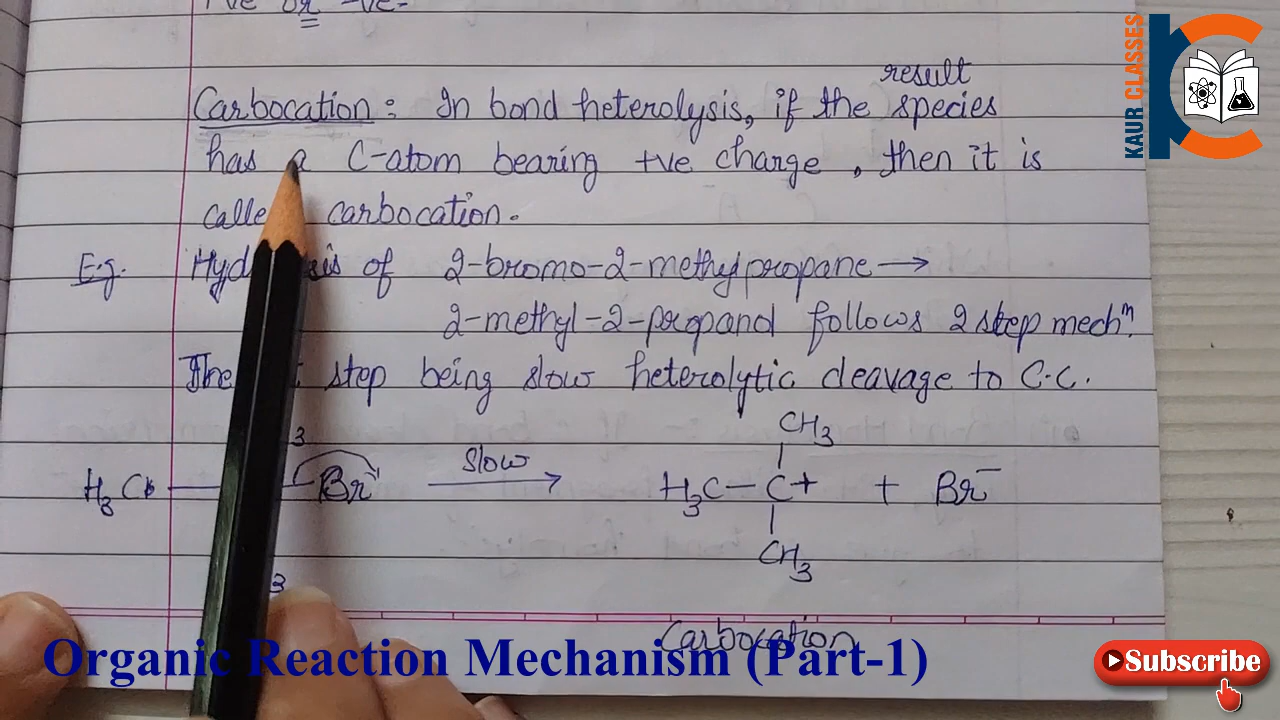 +ve or -ve.
result
Carbocation : In bond heterolysis, if the species
has a C-atom bearing +ve charge, then it is
calle carbocation.
E.g. Hyd sis of 2-bromo-2-methylpropane →
2-methyl-2-propanol follows 2 step mechⁿ.
The step being slow heterolytic cleavage to C.C.
CH3
3
H3C — Br slow → H3C — C+ + Br⁻
CH3
3
Carbocation
Organic Reaction Mechanism (Part-1)
KAUR CLASSES
Subscribe